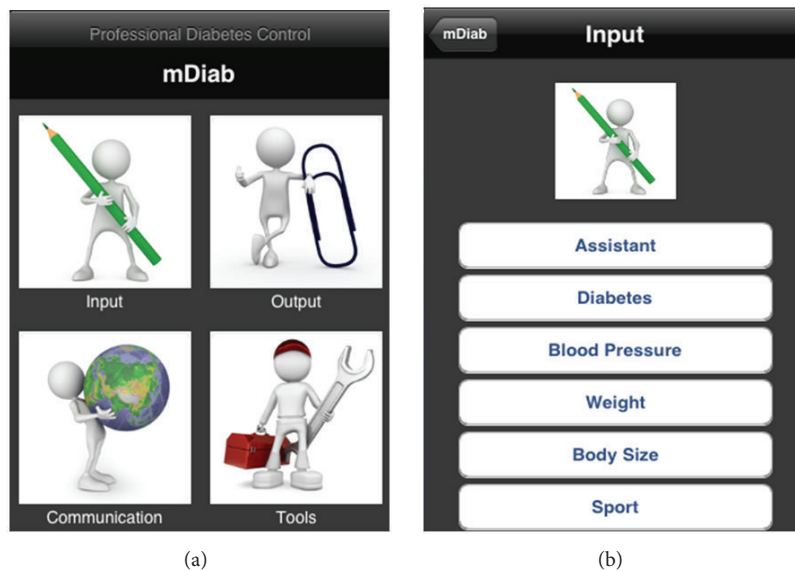 Professional Diabetes Control
mDiab
Input
Output
Communication
Tools
(a)
mDiab
Input
Assistant
Diabetes
Blood Pressure
Weight
Body Size
Sport
(b)